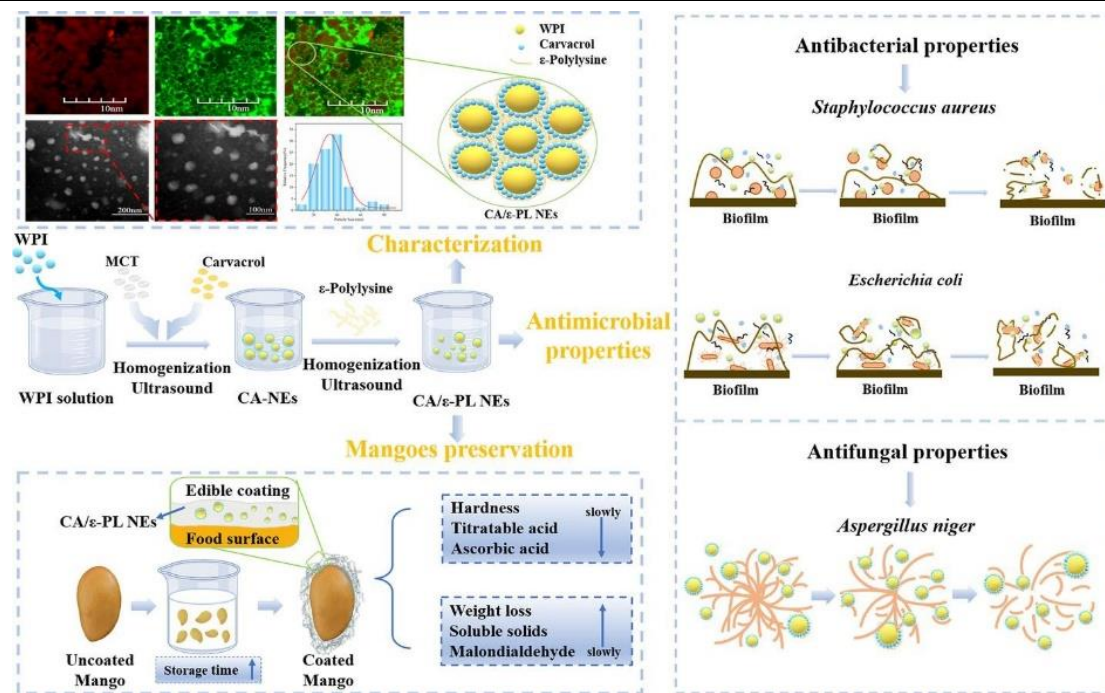 10nm
10nm
10nm
200nm
100nm
WPI
Carvacrol
ε-Polylysine
CA/ε-PL NEs
Characterization
WPI
MCT
Carvacrol
ε-Polylysine
Homogenization
Ultrasound
Homogenization
Ultrasound
WPI solution
CA-NEs
CA/ε-PL NEs
Antimicrobial
properties
Mangoes preservation
CA/ε-PL NEs
Edible coating
Food surface
Uncoated
Mango
Storage time
Coated
Mango
Hardness
Titratable acid
Ascorbic acid
slowly
Weight loss
Soluble solids
Malondialdehyde
slowly
Antibacterial properties
Staphylococcus aureus
Biofilm
Biofilm
Biofilm
Escherichia coli
Biofilm
Biofilm
Biofilm
Antifungal properties
Aspergillus niger